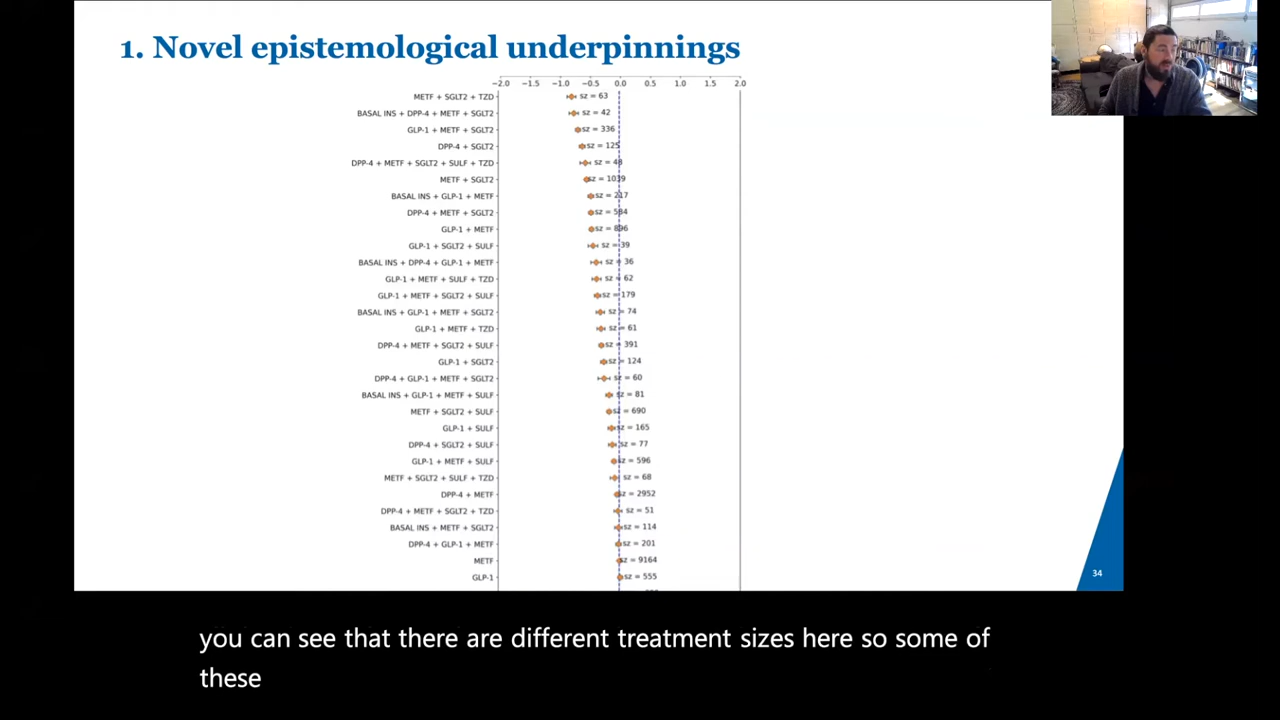 1. Novel epistemological underpinnings
−2.0 −1.5 −1.0 −0.5 0.0 0.5 1.0 1.5 2.0
METF + SGLT2 + TZD sz = 63
BASAL INS + DPP-4 + METF + SGLT2 sz = 42
GLP-1 + METF + SGLT2 sz = 336
DPP-4 + SGLT2 sz = 125
DPP-4 + METF + SGLT2 + SULF + TZD sz = 48
METF + SGLT2 sz = 1039
BASAL INS + GLP-1 + METF sz = 217
DPP-4 + METF + SGLT2 sz = 584
GLP-1 + METF sz = 896
GLP-1 + SGLT2 + SULF sz = 39
BASAL INS + DPP-4 + GLP-1 + METF sz = 36
GLP-1 + METF + SULF + TZD sz = 62
GLP-1 + METF + SGLT2 + SULF sz = 179
BASAL INS + GLP-1 + METF + SGLT2 sz = 74
GLP-1 + METF + TZD sz = 61
DPP-4 + METF + SGLT2 + SULF sz = 391
GLP-1 + SGLT2 sz = 124
DPP-4 + GLP-1 + METF + SGLT2 sz = 60
BASAL INS + GLP-1 + METF + SULF sz = 81
METF + SGLT2 + SULF sz = 690
GLP-1 + SULF sz = 165
DPP-4 + SGLT2 + SULF sz = 77
GLP-1 + METF + SULF sz = 596
METF + SGLT2 + SULF + TZD sz = 68
DPP-4 + METF sz = 2952
DPP-4 + METF + SGLT2 + TZD sz = 51
BASAL INS + METF + SGLT2 sz = 114
DPP-4 + GLP-1 + METF sz = 201
METF sz = 9164
GLP-1 sz = 555
34
you can see that there are different treatment sizes here so some of
these